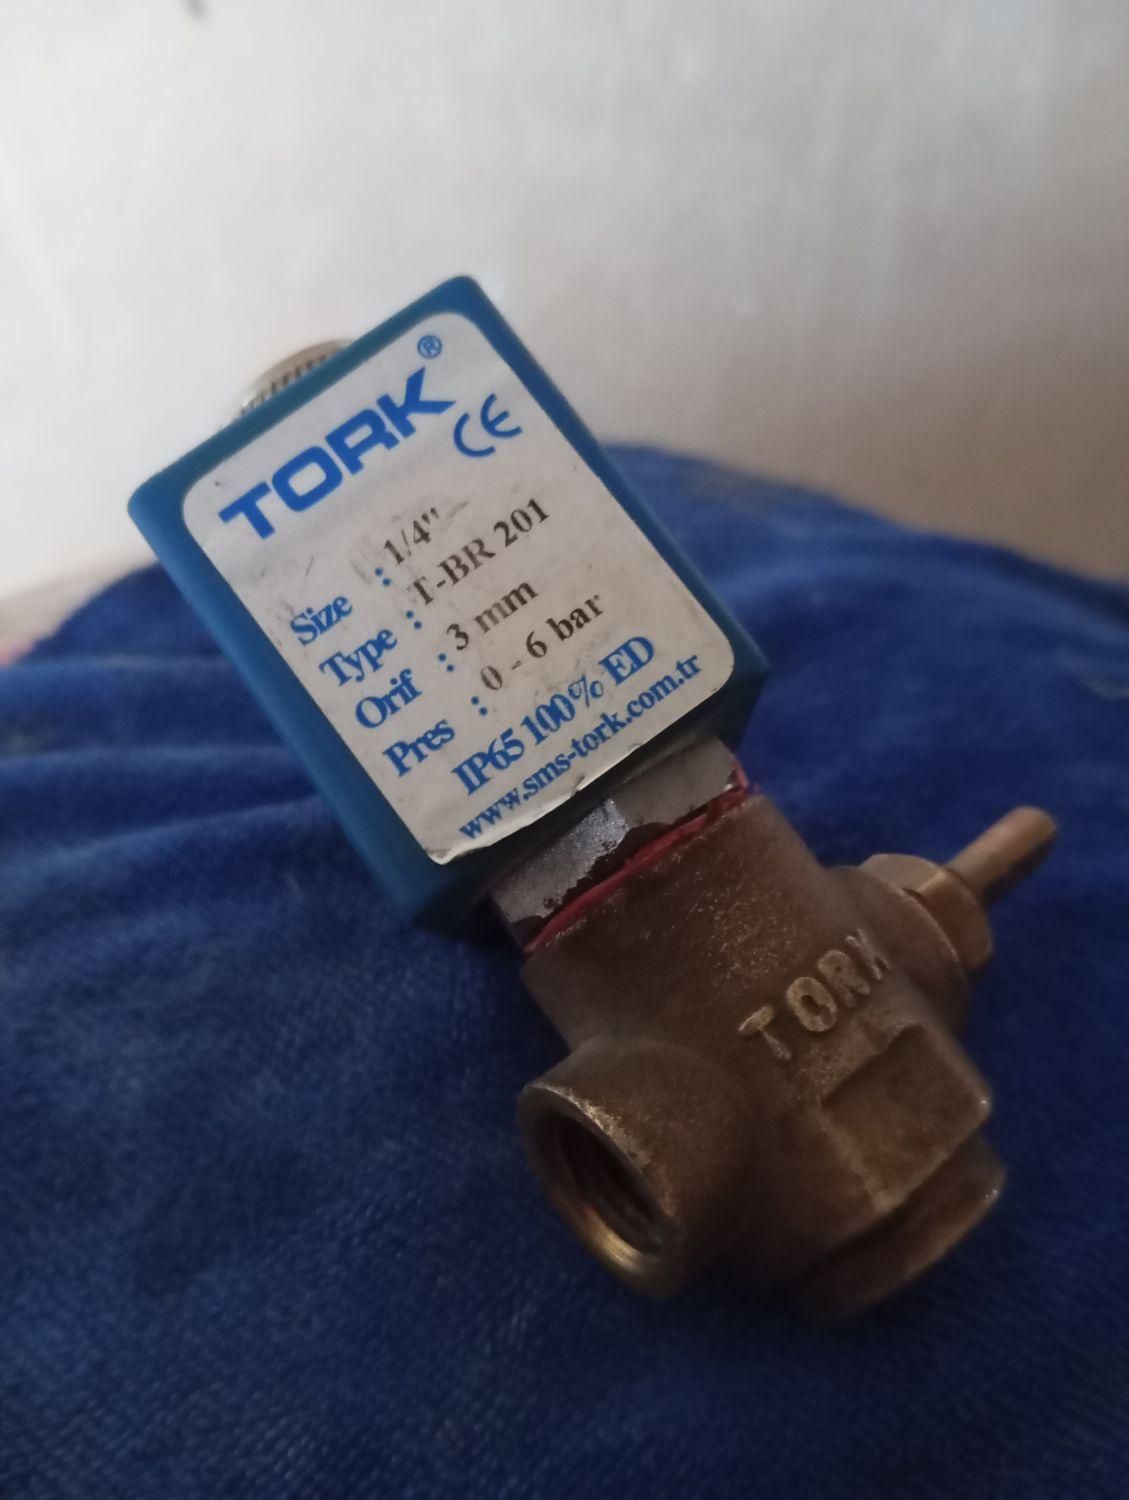 TORK®
CE
Size : 1/4"
Type : T-BR 201
Orif : 3 mm
Pres : 0 - 6 bar
IP65 100% ED
www.sms-tork.com.tr
TORK